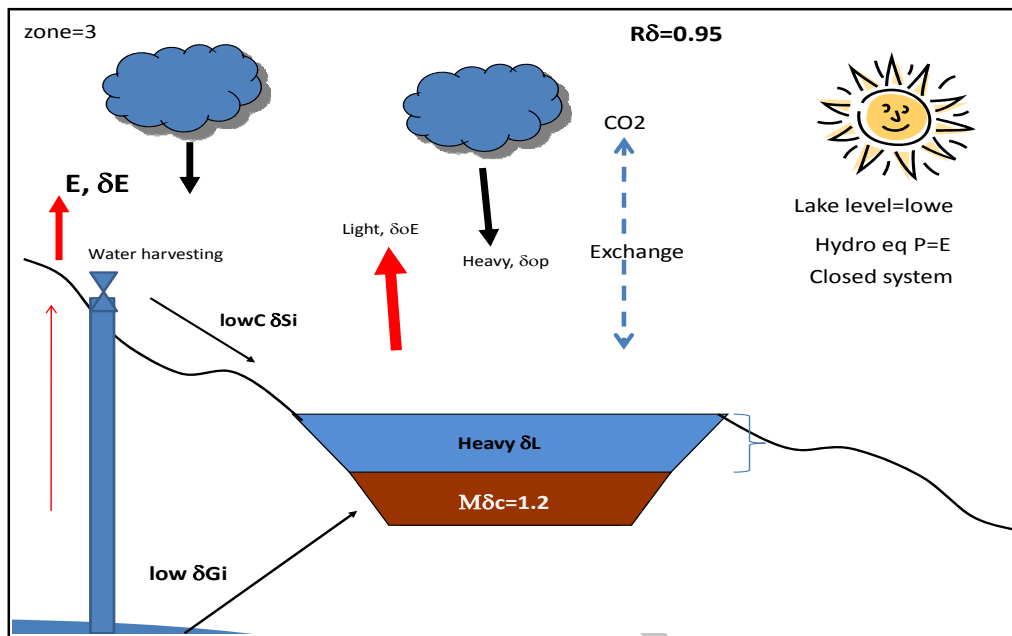 zone=3
Rδ=0.95
CO2
E, δE
Lake level=lowe
Light, δoE
Water harvesting
Heavy, δop
Exchange
Hydro eq P=E
Closed system
lowC δSi
Heavy δL
Mδc=1.2
low δGi